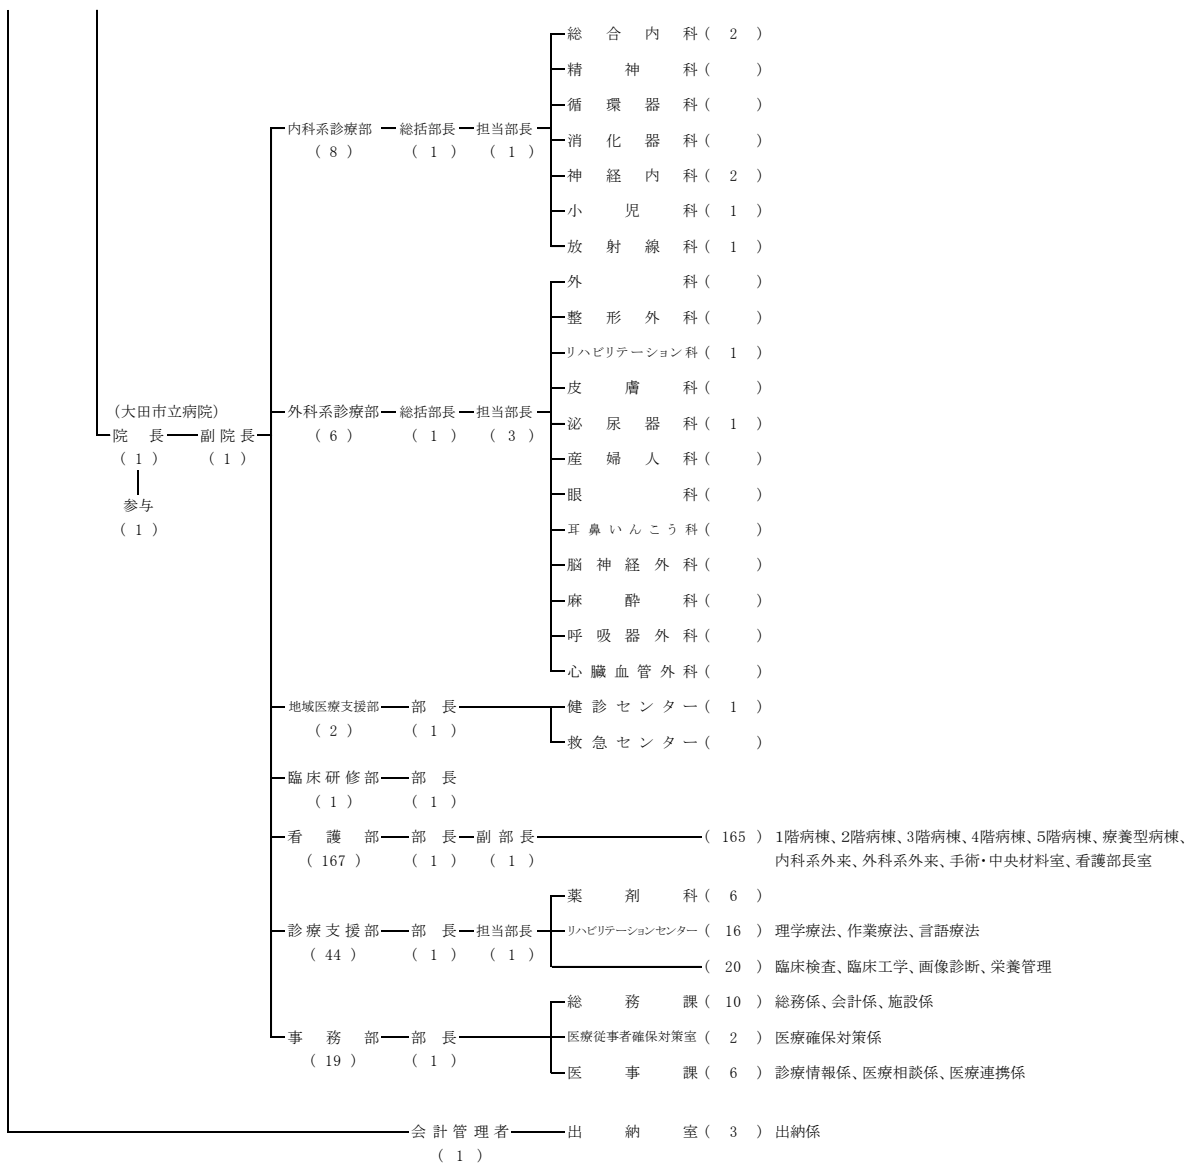 総合内科( 2 )
精神科( )
循環器科( )
内科系診療部 総括部長 担当部長
( 8 ) ( 1 ) ( 1 )
消化器科( )
神経内科( 2 )
小児科( 1 )
放射線科( 1 )
外科( )
整形外科( )
リハビリテーション科( 1 )
皮膚科( )
(大田市立病院)
院長 副院長
( 1 ) ( 1 )
参与
( 1 )
外科系診療部 総括部長 担当部長
( 6 ) ( 1 ) ( 3 )
泌尿器科( 1 )
産婦人科( )
眼科( )
耳鼻いんこう科( )
脳神経外科( )
麻酔科( )
呼吸器外科( )
心臓血管外科( )
地域医療支援部 部長 健診センター( 1 )
( 2 ) ( 1 )
救急センター( )
臨床研修部 部長
( 1 ) ( 1 )
看護部 部長 副部長 ( 165 ) 1階病棟、2階病棟、3階病棟、4階病棟、5階病棟、療養型病棟、
( 167 ) ( 1 ) ( 1 ) 内科系外来、外科系外来、手術・中央材料室、看護部長室
薬剤科( 6 )
診療支援部 部長 担当部長 リハビリテーションセンター( 16 ) 理学療法、作業療法、言語療法
( 44 ) ( 1 ) ( 1 )
( 20 ) 臨床検査、臨床工学、画像診断、栄養管理
総務課( 10 ) 総務係、会計係、施設係
事務部 部長 医療従事者確保対策室( 2 ) 医療確保対策係
( 19 ) ( 1 )
医事課( 6 ) 診療情報係、医療相談係、医療連携係
会計管理者 出納室( 3 ) 出納係
( 1 )